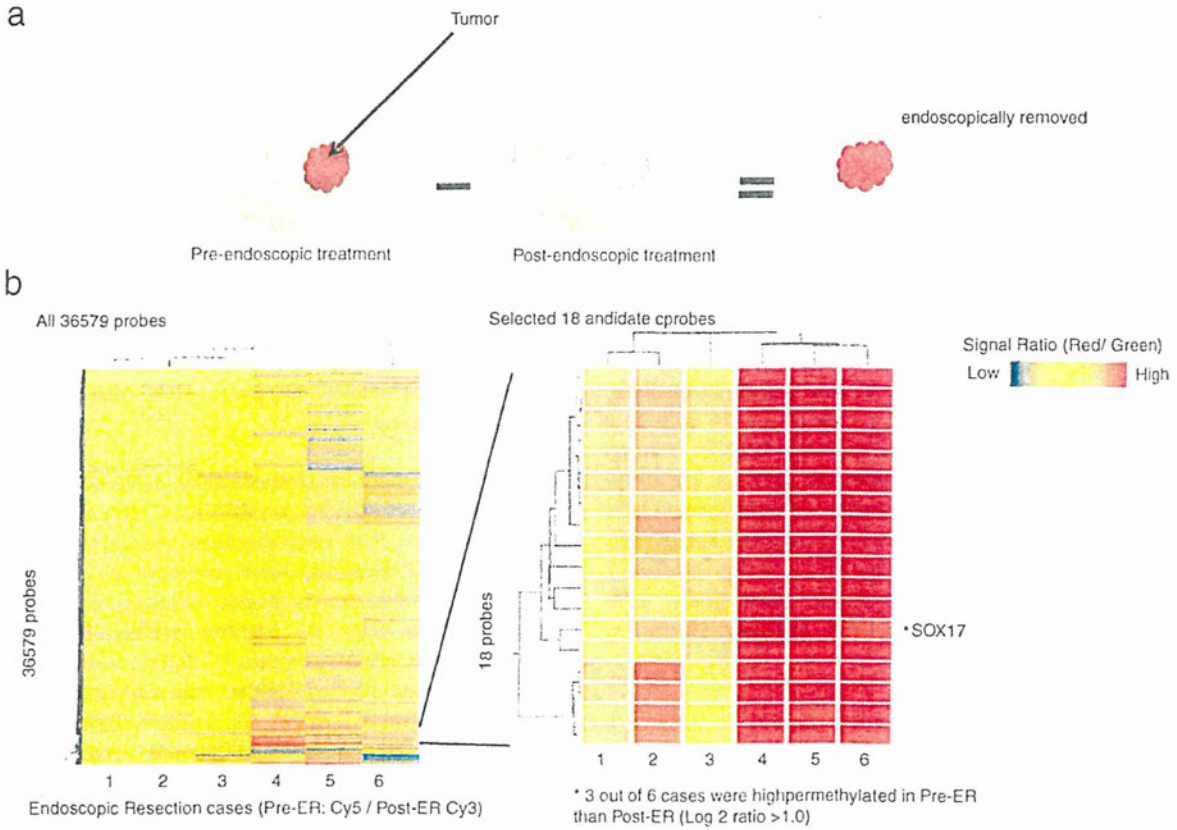 a
Tumor
endoscopically removed
Pre-endoscopic treatment
Post-endoscopic treatment
b
All 36579 probes
Selected 18 andidate cprobes
Signal Ratio (Red/ Green)
Low
High
36579 probes
18 probes
*SOX17
1 2 3 4 5 6
1 2 3 4 5 6
Endoscopic Resection cases (Pre-ER: Cy5 / Post-ER Cy3)
* 3 out of 6 cases were highpermethylated in Pre-ER
than Post-ER (Log 2 ratio >1.0)